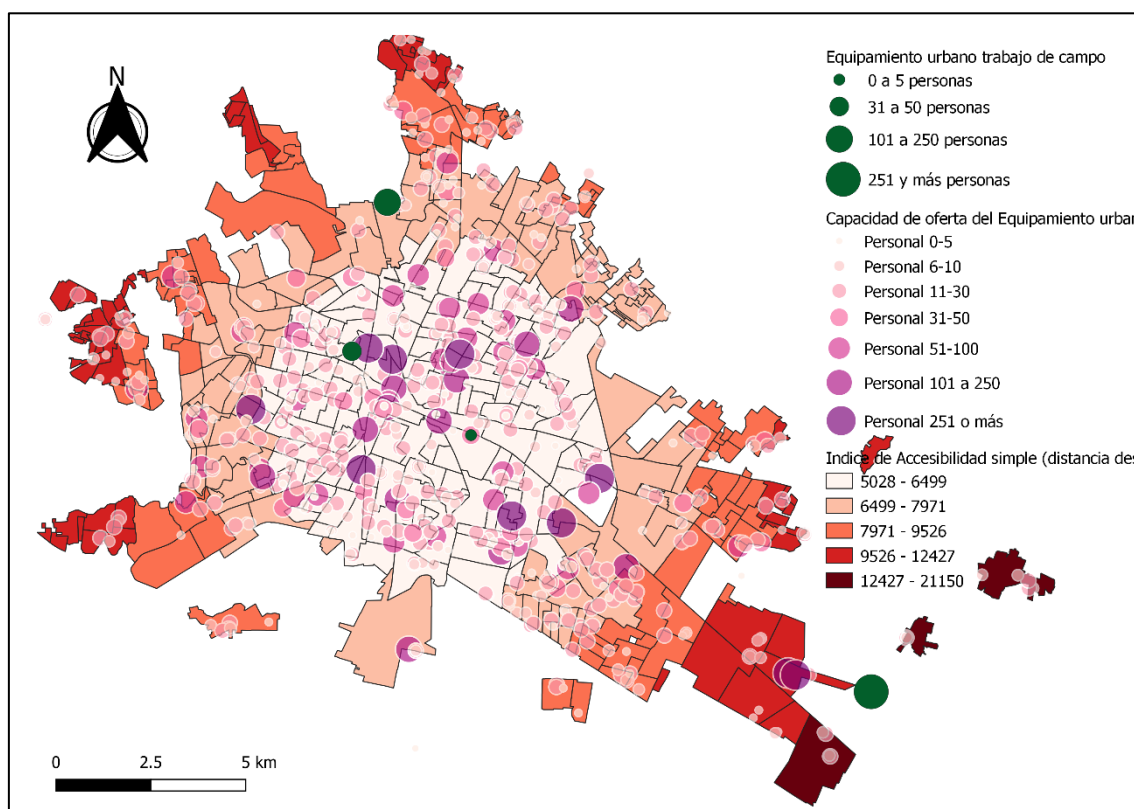 N
Equipamiento urbano trabajo de campo
0 a 5 personas
31 a 50 personas
101 a 250 personas
251 y más personas
Capacidad de oferta del Equipamiento urban
Personal 0-5
Personal 6-10
Personal 11-30
Personal 31-50
Personal 51-100
Personal 101 a 250
Personal 251 o más
Indice de Accesibilidad simple (distancia des
5028 - 6499
6499 - 7971
7971 - 9526
9526 - 12427
12427 - 21150
0 2.5 5 km